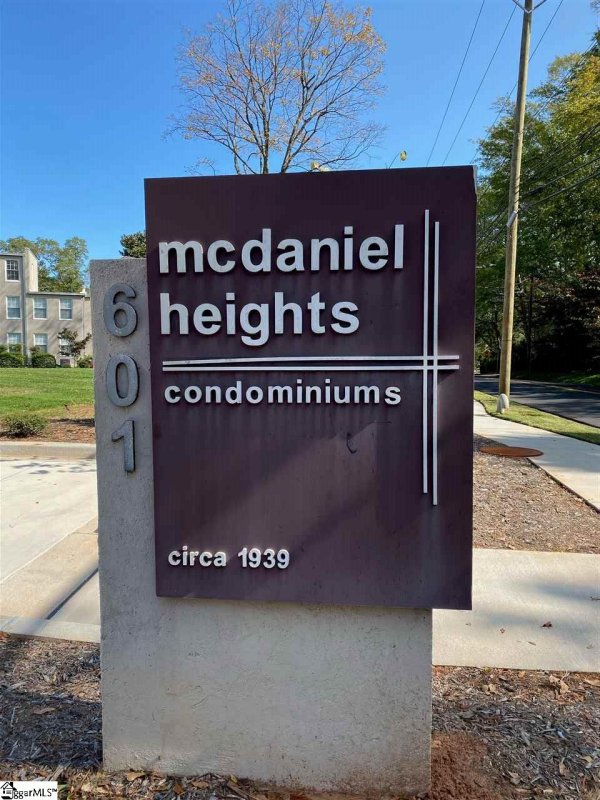 mcdaniel
heights
condominiums
601
circa 1939